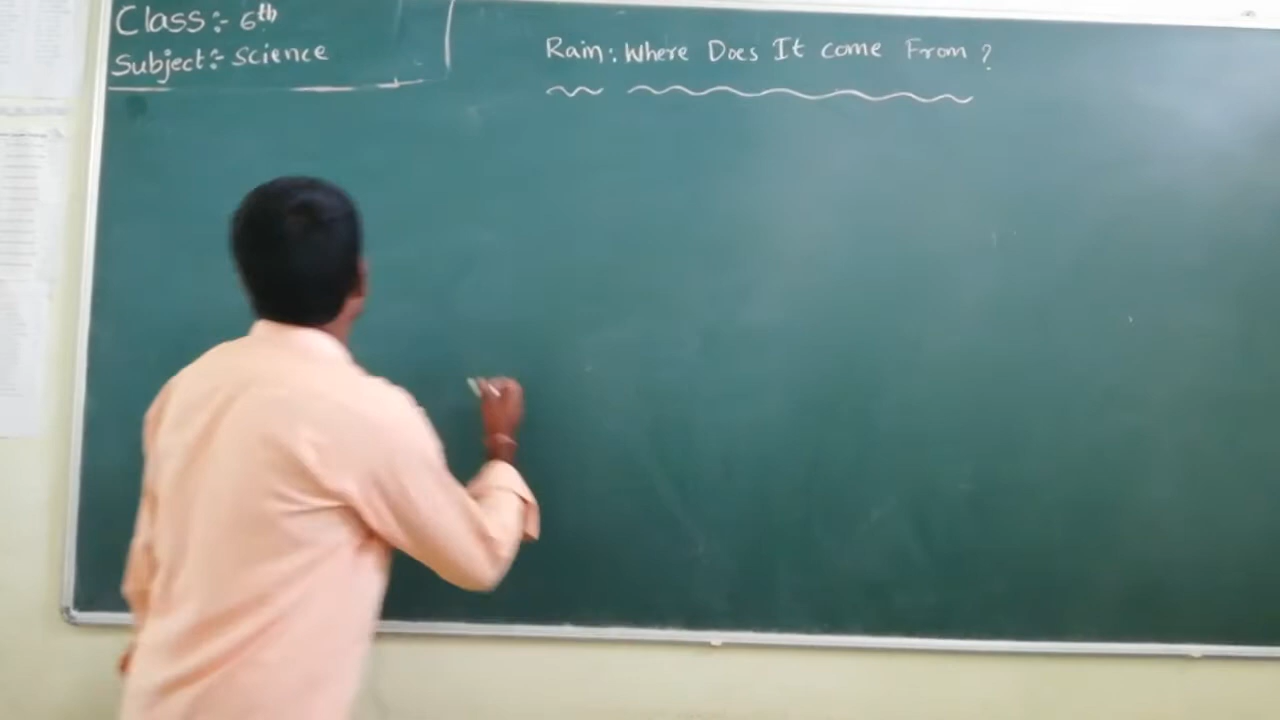 Class:- 6th
Subject:- Science
Rain: Where Does It come From ?